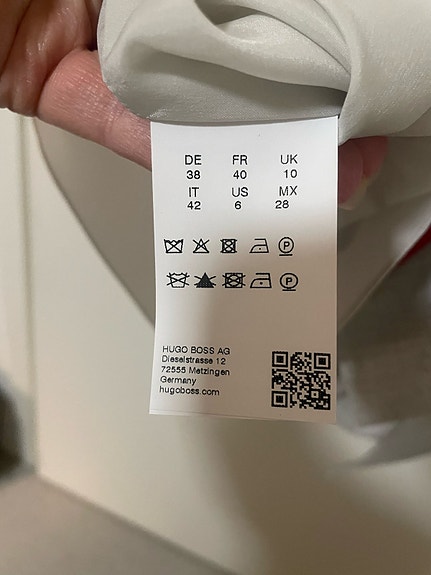 DE FR UK
38 40 10
IT US MX
42 6 28
P
P
HUGO BOSS AG
Dieselstrasse 12
72555 Metzingen
Germany
hugoboss.com